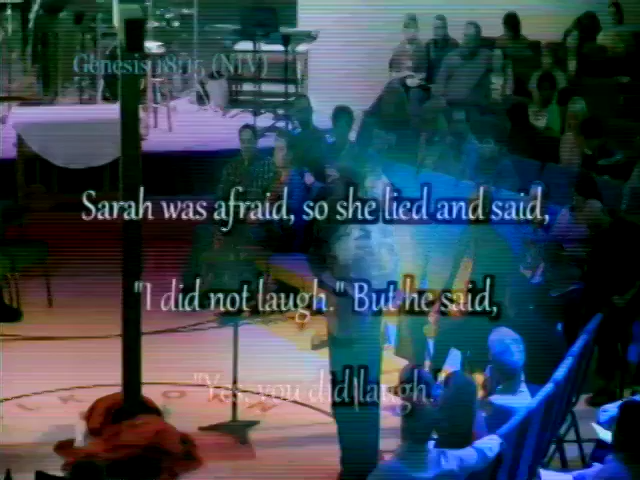 Genesis 18:15 (NIV)
Sarah was afraid, so she lied and said,
"I did not laugh." But he said,
"Yes, you did laugh."